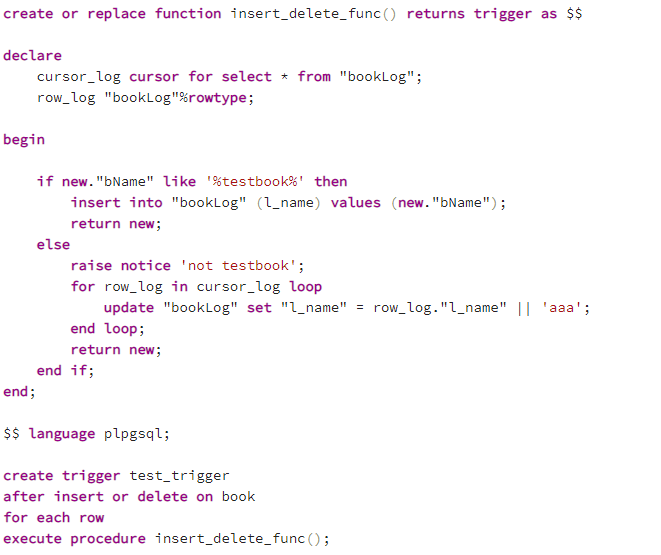 create or replace function insert_delete_func() returns trigger as $$
declare
    cursor_log cursor for select * from "bookLog";
    row_log "bookLog"%rowtype;
begin
    if new."bName" like '%testbook%' then
        insert into "bookLog" (l_name) values (new."bName");
        return new;
    else
        raise notice 'not testbook';
        for row_log in cursor_log loop
            update "bookLog" set "l_name" = row_log."l_name" || 'aaa';
        end loop;
        return new;
    end if;
end;
$$ language plpgsql;
create trigger test_trigger
after insert or delete on book
for each row
execute procedure insert_delete_func();